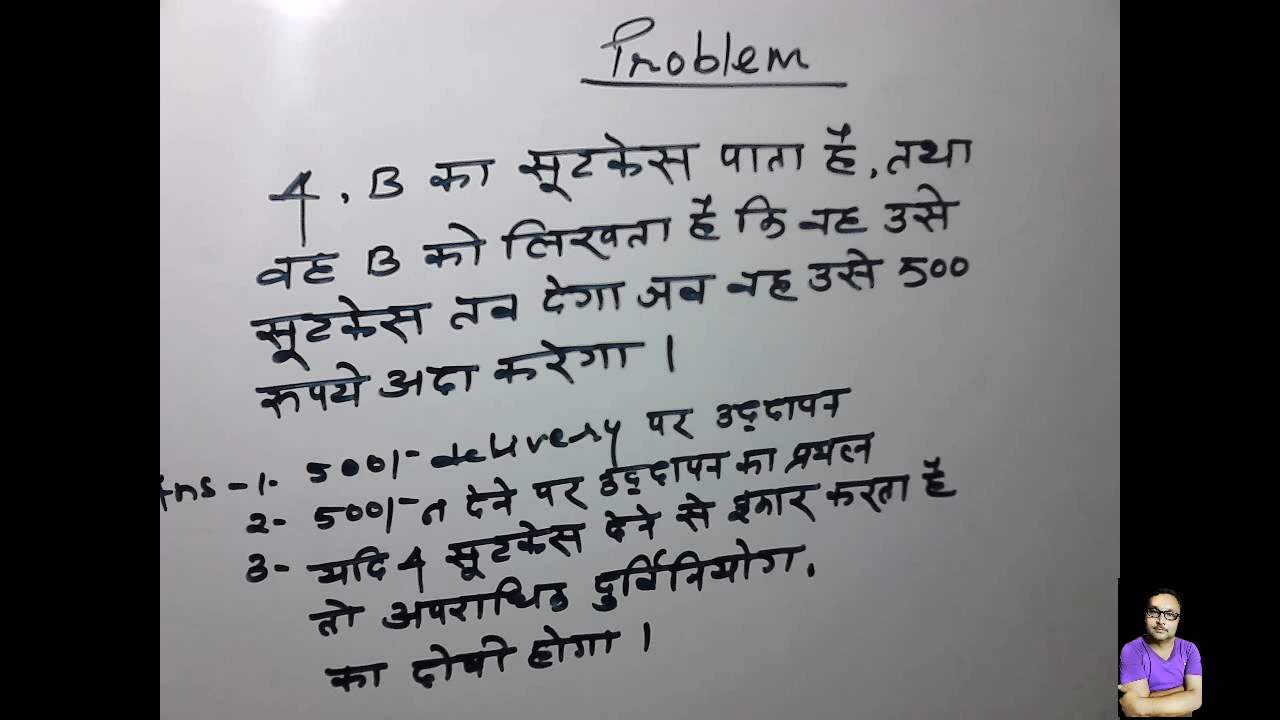 Problem
A, B का सूटकेस पाता है, तथा
वह B को लिखता है कि वह उसे
सूटकेस तब देगा जब वह उसे 500
रूपये अदा करेगा ।
Ans - 1. 500/- delivery पर उद्दापन
2- 500/- न देने पर उद्दापन का प्रयत्न
3- यदि A सूटकेस देने से इंकार करता है
तो अपराधिक दुर्विनियोग.
का दोषी होगा ।